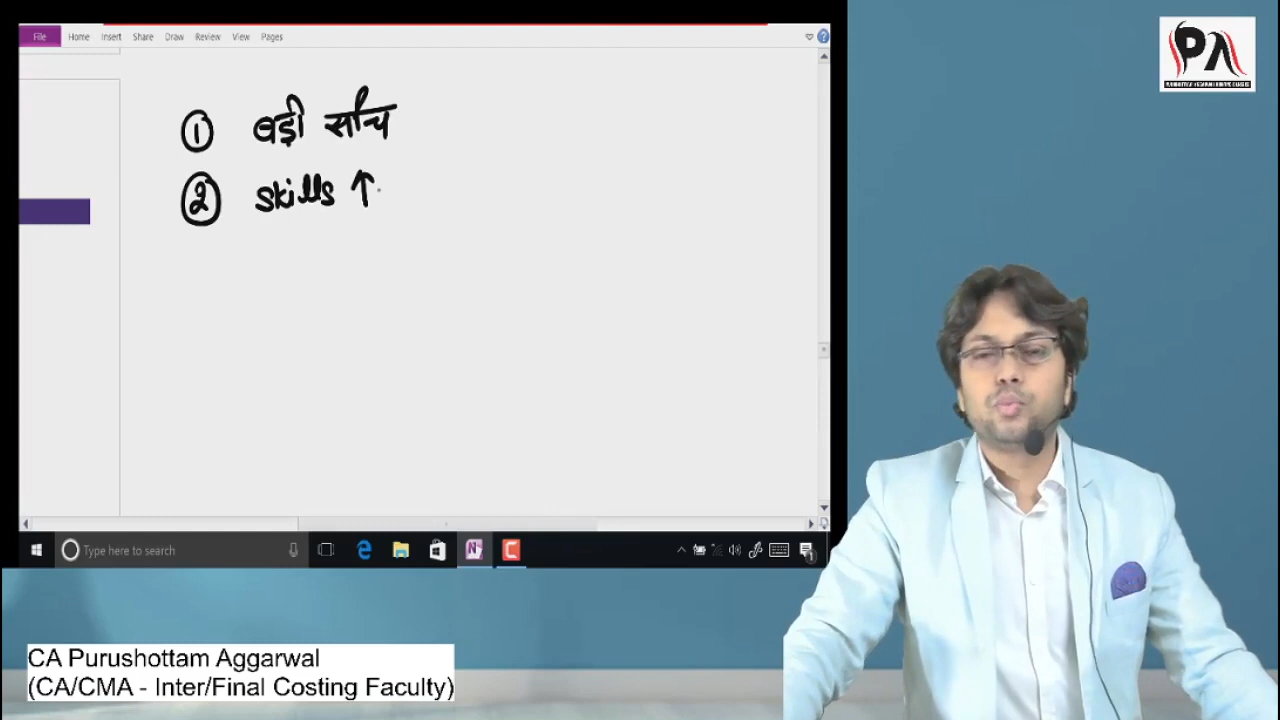 File Home Insert Share Draw Review View Pages
PA
① बड़ी सोच
② Skills ↑
Type here to search
CA Purushottam Aggarwal
(CA/CMA - Inter/Final Costing Faculty)